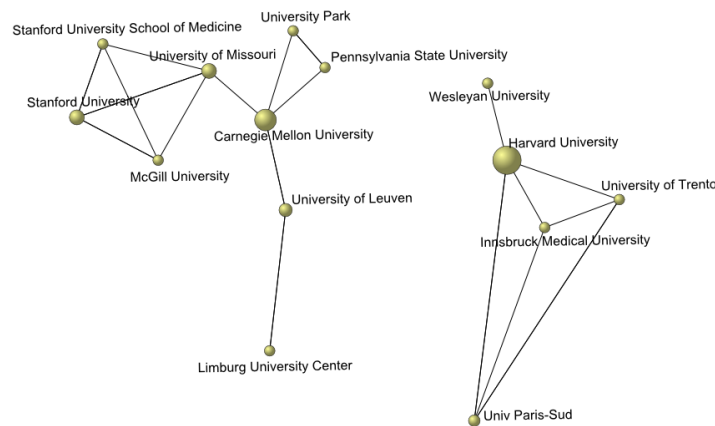 University Park
Stanford University School of Medicine
University of Missouri
Pennsylvania State University
Wesleyan University
Stanford University
Carnegie Mellon University
Harvard University
McGill University
University of Trento
University of Leuven
Innsbruck Medical University
Limburg University Center
Univ Paris-Sud